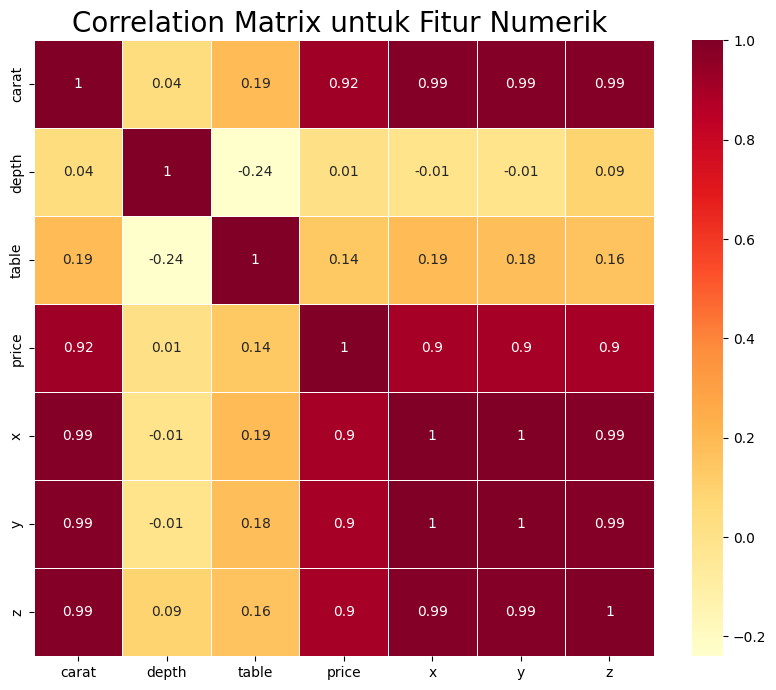 Correlation Matrix untuk Fitur Numerik
carat 1 0.04 0.19 0.92 0.99 0.99 0.99
depth 0.04 1 -0.24 0.01 -0.01 -0.01 0.09
table 0.19 -0.24 1 0.14 0.19 0.18 0.16
price 0.92 0.01 0.14 1 0.9 0.9 0.9
x 0.99 -0.01 0.19 0.9 1 1 0.99
y 0.99 -0.01 0.18 0.9 1 1 0.99
z 0.99 0.09 0.16 0.9 0.99 0.99 1
carat depth table price x y z
1.0
0.8
0.6
0.4
0.2
0.0
−0.2